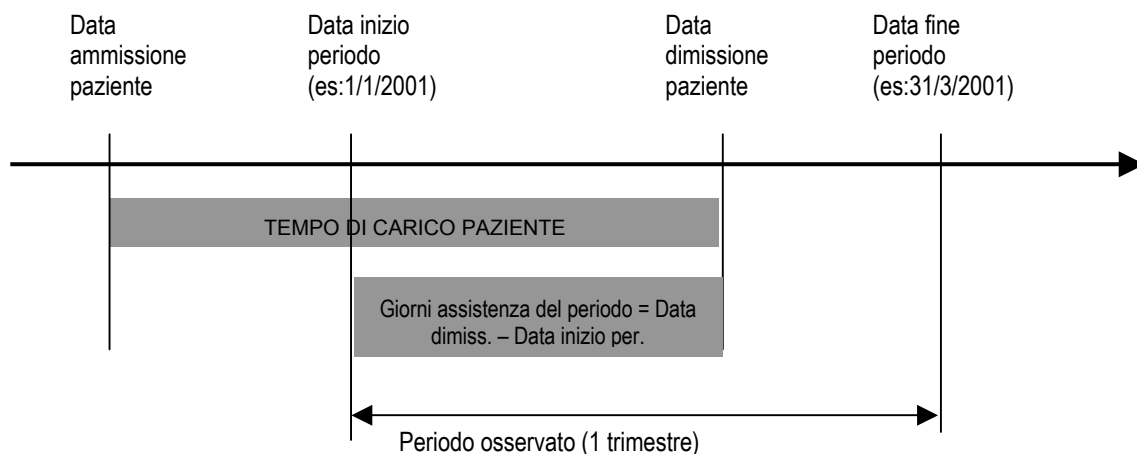 Data
ammissione
paziente
Data inizio
periodo
(es:1/1/2001)
Data
dimissione
paziente
Data fine
periodo
(es:31/3/2001)
TEMPO DI CARICO PAZIENTE
Giorni assistenza del periodo = Data
dimiss. – Data inizio per.
Periodo osservato (1 trimestre)